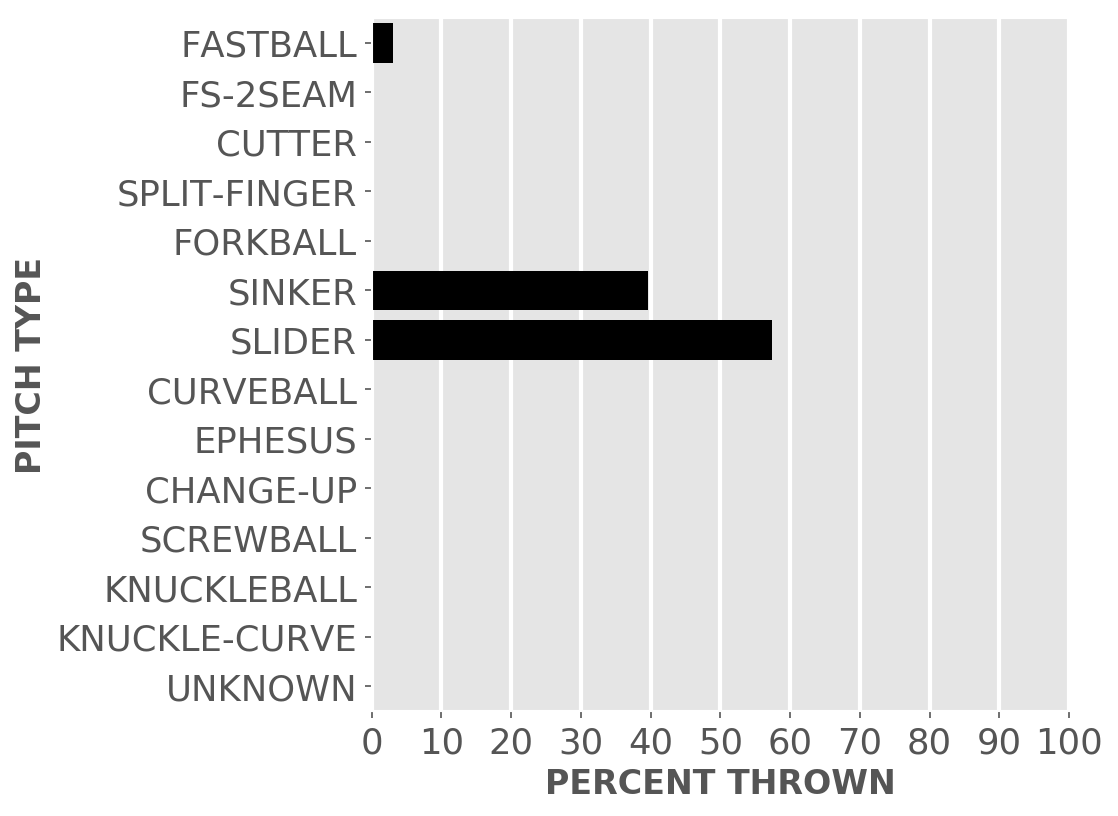 FASTBALL
FS-2SEAM
CUTTER
SPLIT-FINGER
FORKBALL
SINKER
SLIDER
CURVEBALL
EPHESUS
CHANGE-UP
SCREWBALL
KNUCKLEBALL
KNUCKLE-CURVE
UNKNOWN
PITCH TYPE
0 10 20 30 40 50 60 70 80 90 100
PERCENT THROWN